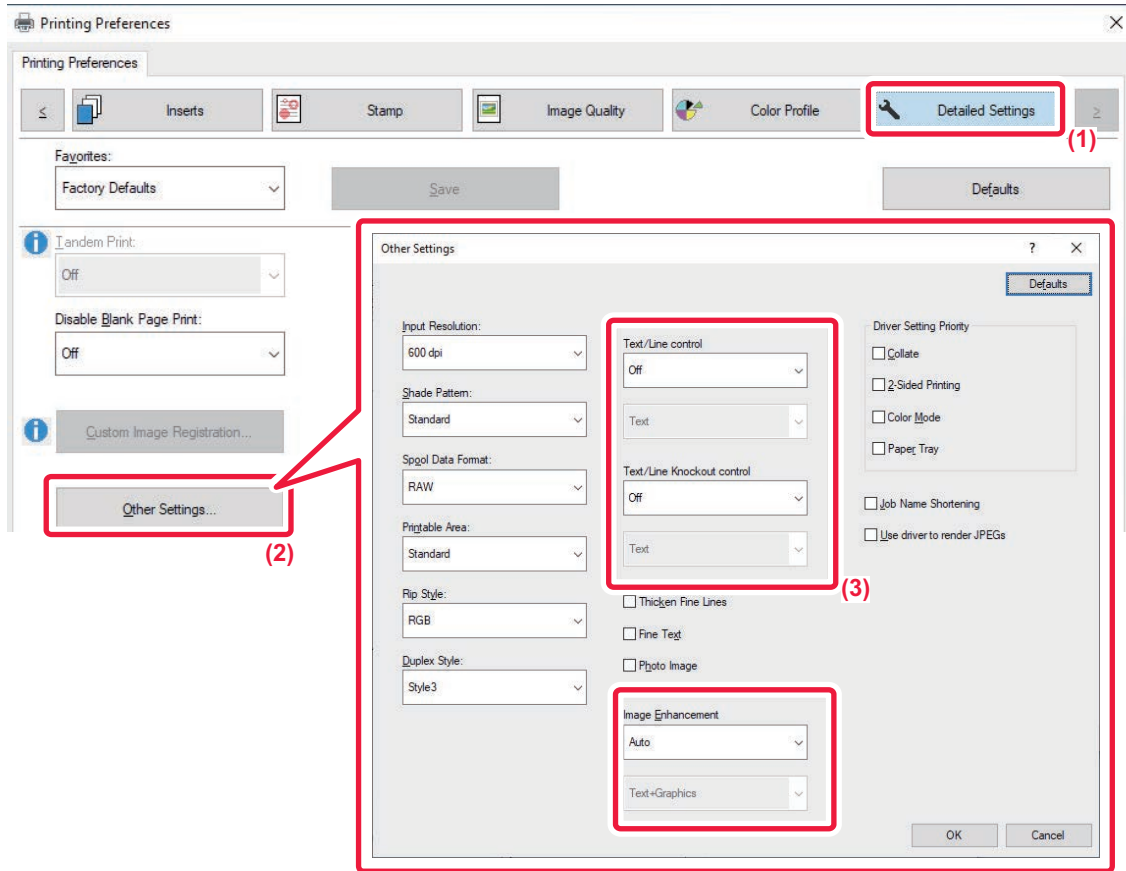 Printing Preferences
Printing Preferences
≤
Inserts
Stamp
Image Quality
Color Profile
Detailed Settings
≥
(1)
Favorites:
Factory Defaults
Save
Defaults
Tandem Print:
Off
Disable Blank Page Print:
Off
Custom Image Registration...
Other Settings...
(2)
Other Settings
?
Defaults
Input Resolution:
600 dpi
Shade Pattern:
Standard
Spool Data Format:
RAW
Printable Area:
Standard
Rip Style:
RGB
Duplex Style:
Style3
Text/Line control
Off
Text
Text/Line Knockout control
Off
Text
(3)
Thicken Fine Lines
Fine Text
Photo Image
Image Enhancement
Auto
Text+Graphics
Driver Setting Priority
Collate
2-Sided Printing
Color Mode
Paper Tray
Job Name Shortening
Use driver to render JPEGs
OK
Cancel